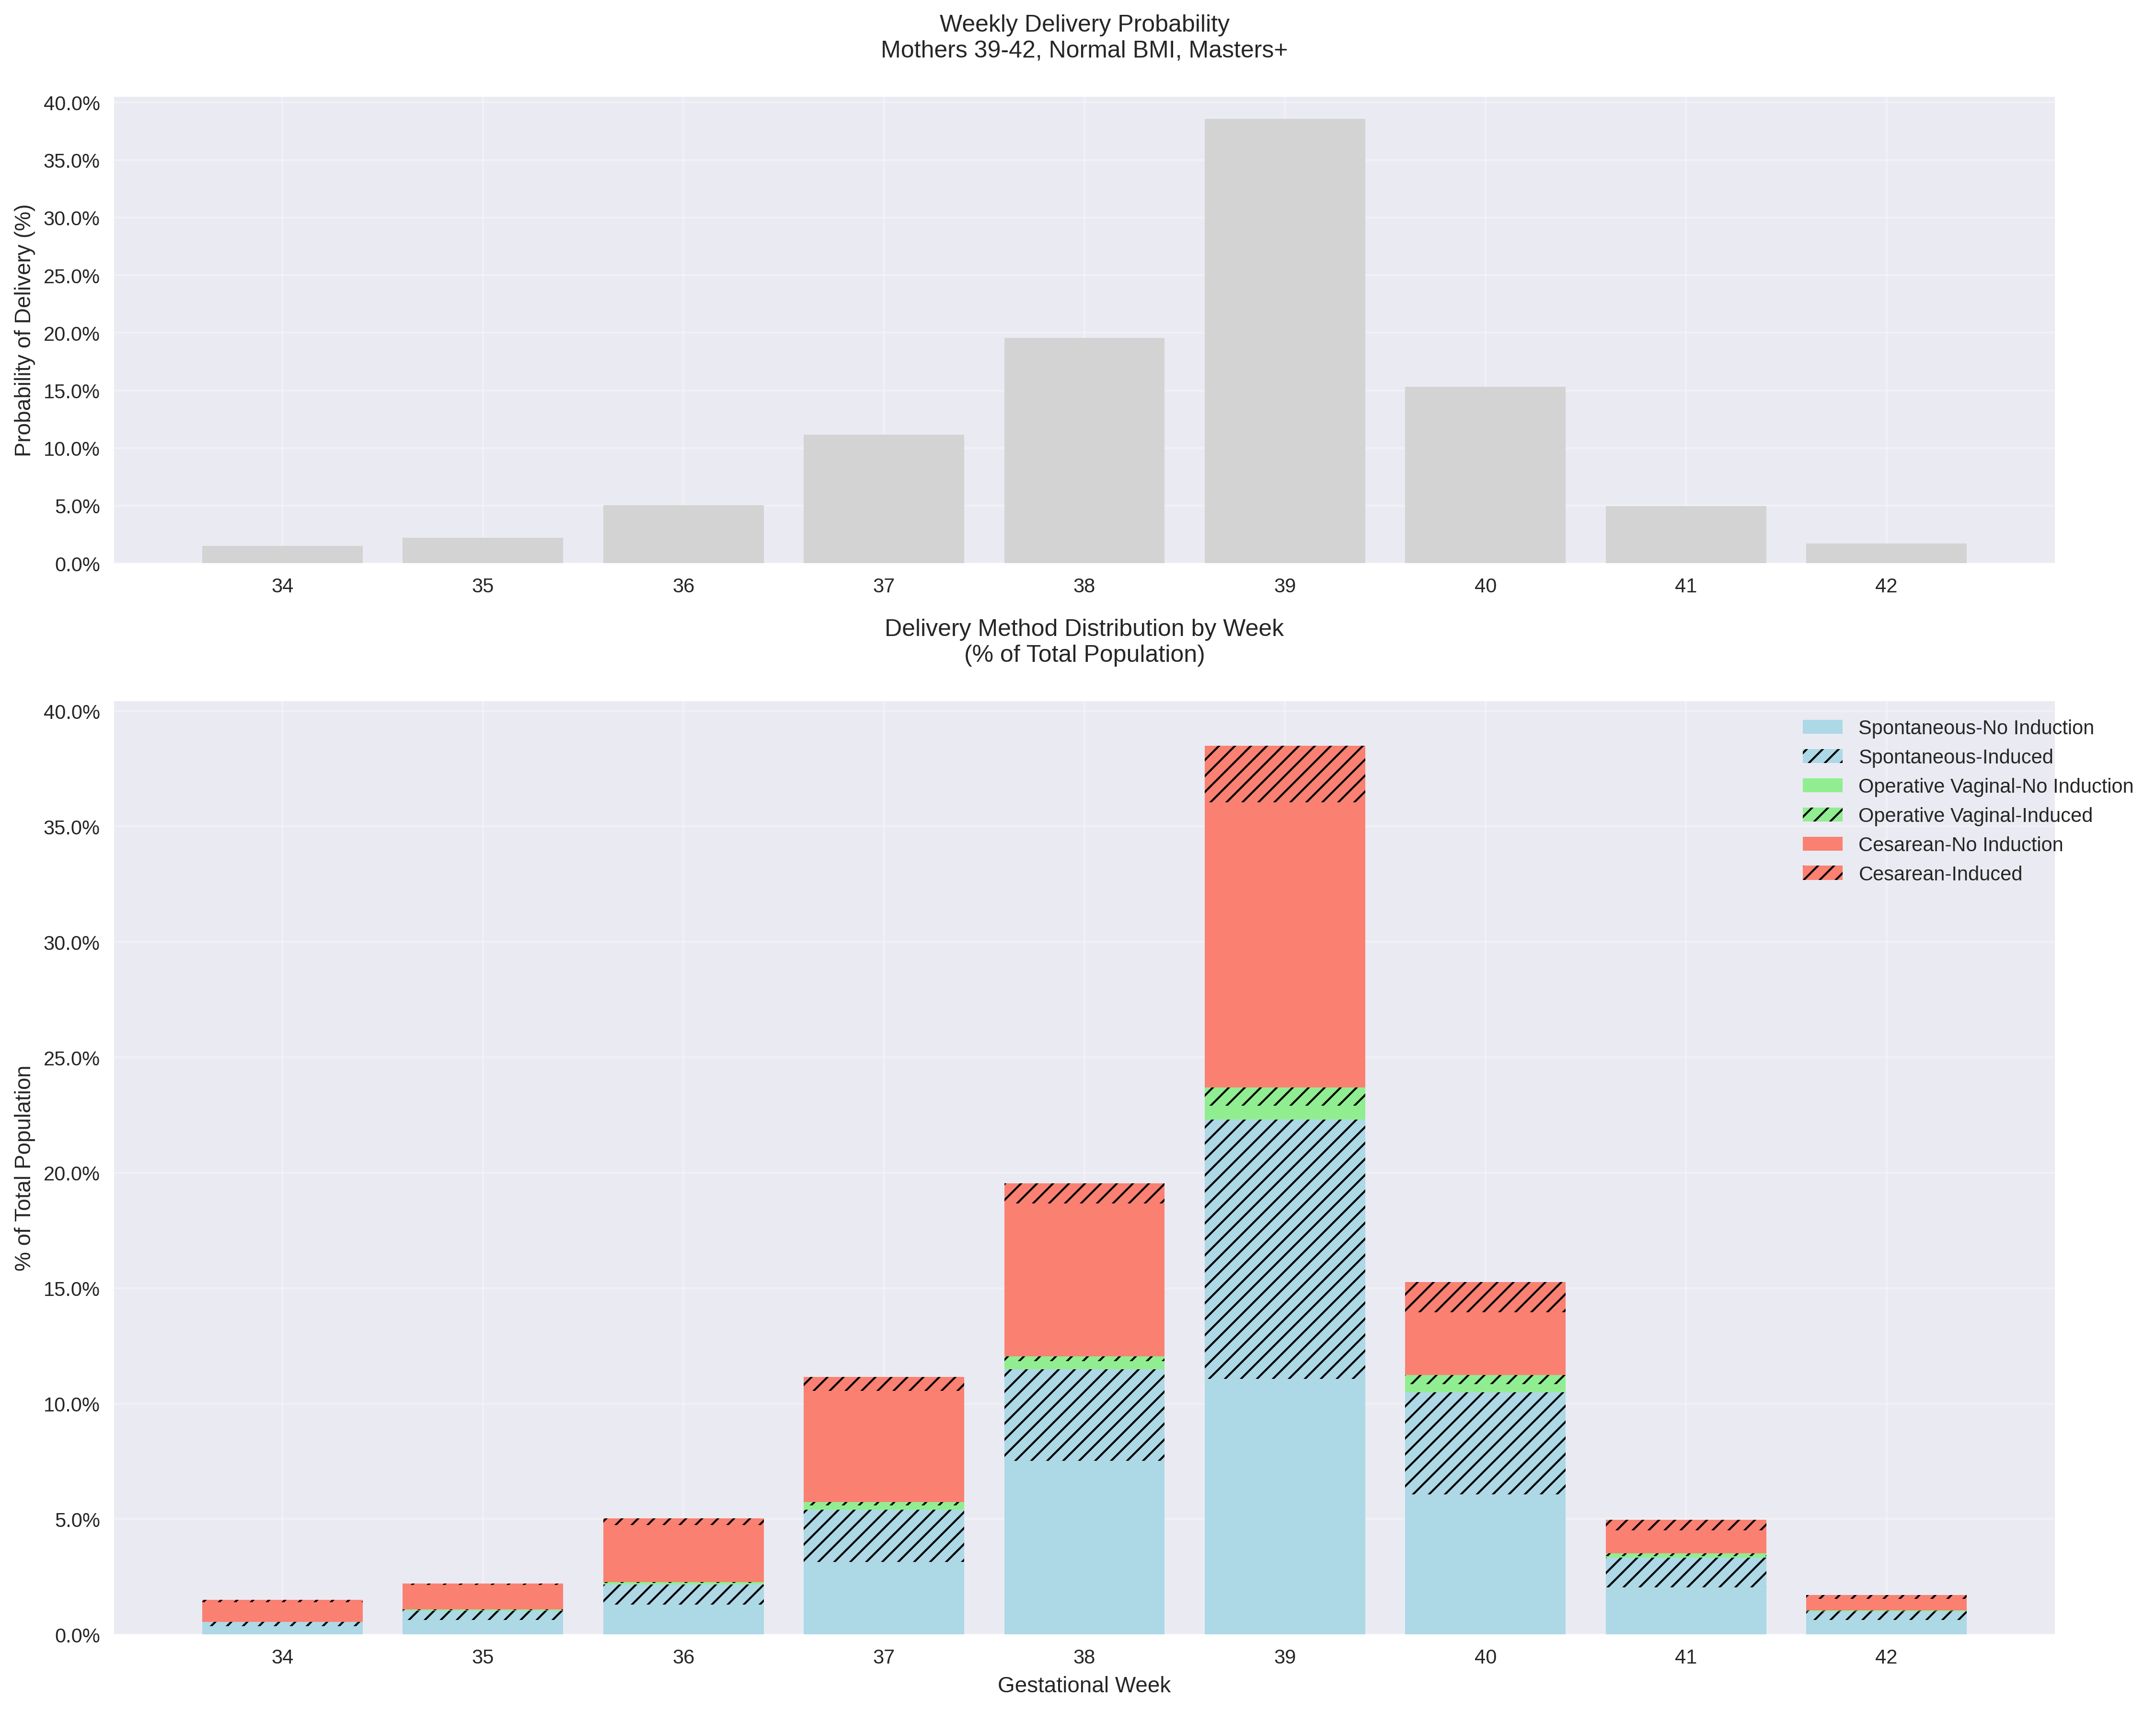 Weekly Delivery Probability
Mothers 39-42, Normal BMI, Masters+
Probability of Delivery (%)
40.0%
35.0%
30.0%
25.0%
20.0%
15.0%
10.0%
5.0%
0.0%
34 35 36 37 38 39 40 41 42
Delivery Method Distribution by Week
(% of Total Population)
% of Total Population
40.0%
35.0%
30.0%
25.0%
20.0%
15.0%
10.0%
5.0%
0.0%
Spontaneous-No Induction
Spontaneous-Induced
Operative Vaginal-No Induction
Operative Vaginal-Induced
Cesarean-No Induction
Cesarean-Induced
34 35 36 37 38 39 40 41 42
Gestational Week